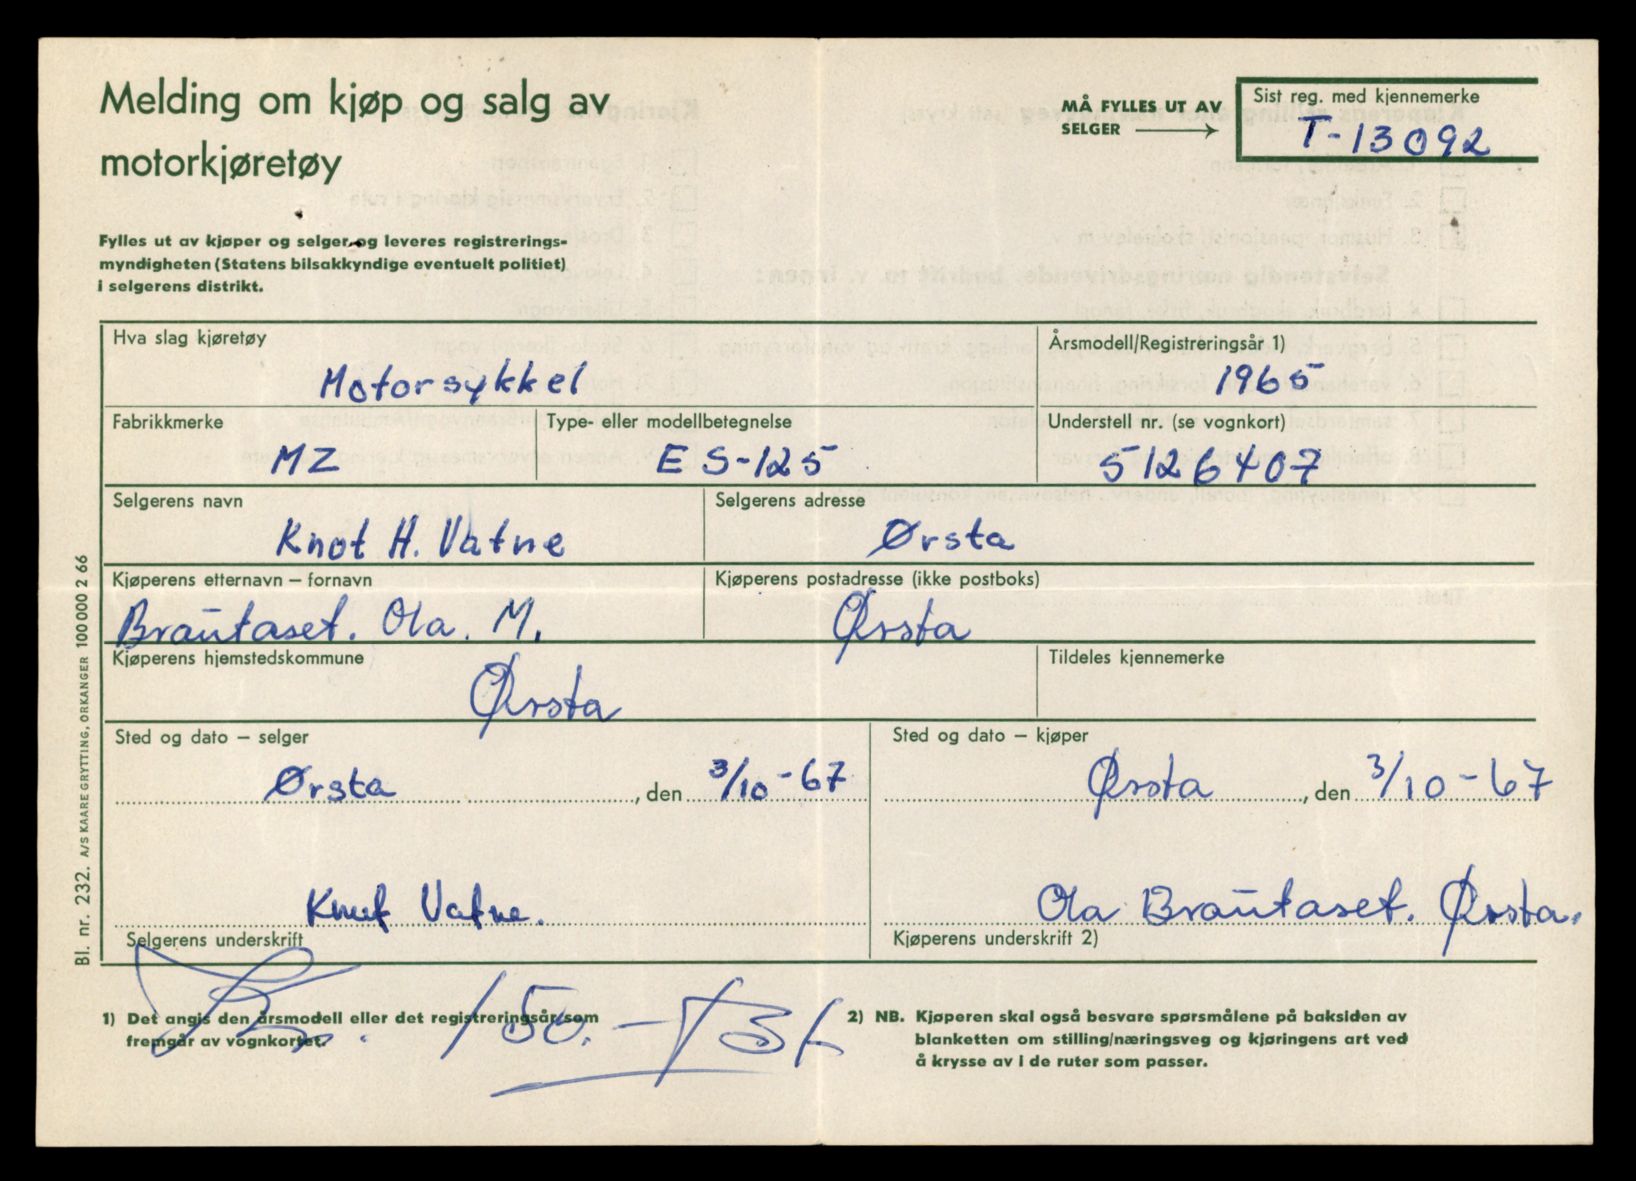 Melding om kjøp og salg av
motorkjøretøy
MÅ FYLLES UT AV
SELGER
Sist reg. med kjennemerke
T-13092
Fylles ut av kjøper og selger og leveres registrerings-
myndigheten (Statens bilsakkyndige eventuelt politiet)
i selgerens distrikt.
Hva slag kjøretøy
Motorsykkel
Årsmodell/Registreringsår 1)
1965
Fabrikkmerke
MZ
Type- eller modellbetegnelse
ES-125
Understell nr. (se vognkort)
5126407
Selgerens navn
Knut H. Vatne
Selgerens adresse
Ørsta
Kjøperens etternavn – fornavn
Brautaset. Ola. M.
Kjøperens postadresse (ikke postboks)
Ørsta
Kjøperens hjemstedskommune
Ørsta
Tildeles kjennemerke
Sted og dato – selger
Ørsta, den 3/10-67
Sted og dato – kjøper
Ørsta, den 3/10-67
Knut Vatne.
Selgerens underskrift
Ola Brautaset. Ørsta.
Kjøperens underskrift 2)
1) Det angis den årsmodell eller det registreringsår som
fremgår av vognkortet.
150.-
2) NB. Kjøperen skal også besvare spørsmålene på baksiden av
blanketten om stilling/næringsveg og kjøringens art ved
å krysse av i de ruter som passer.
Bl. nr. 232. A/S KAARE GRYTTING, ORKANGER 100 000 2 66